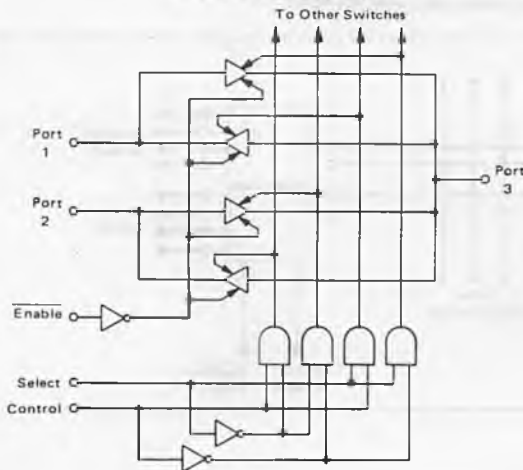 To Other Switches
Port
1
Port
3
Port
2
Enable
Select
Control